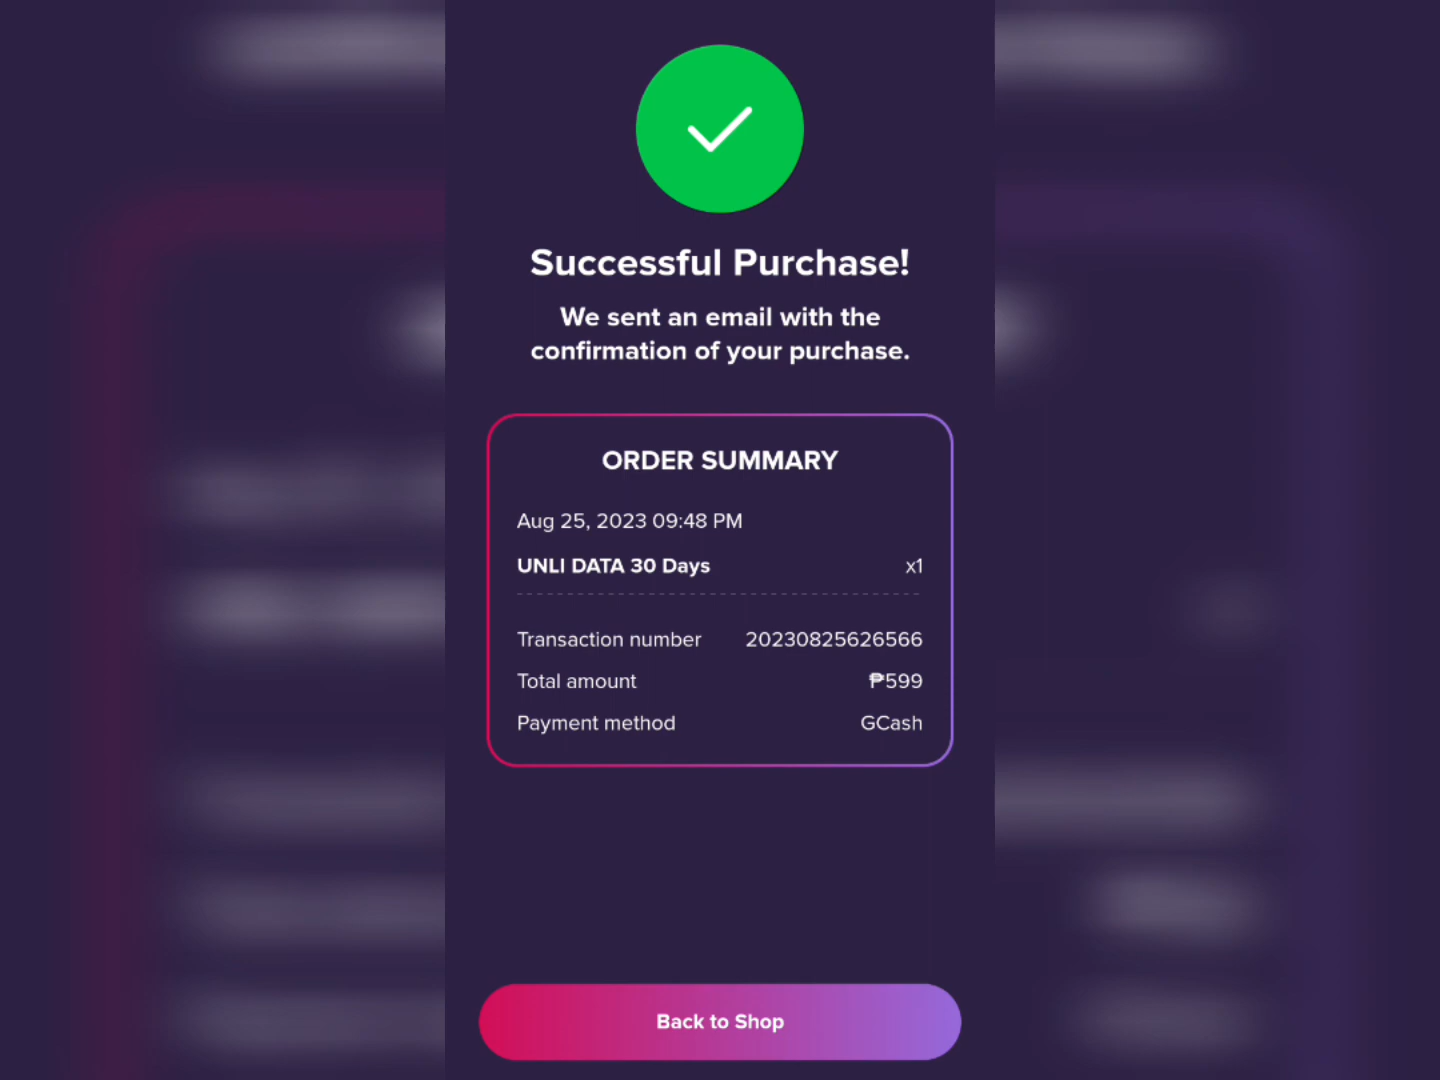 Successful Purchase!
We sent an email with the
confirmation of your purchase.
ORDER SUMMARY
Aug 25, 2023 09:48 PM
UNLI DATA 30 Days x1
Transaction number 20230825626566
Total amount ₱599
Payment method GCash
Back to Shop